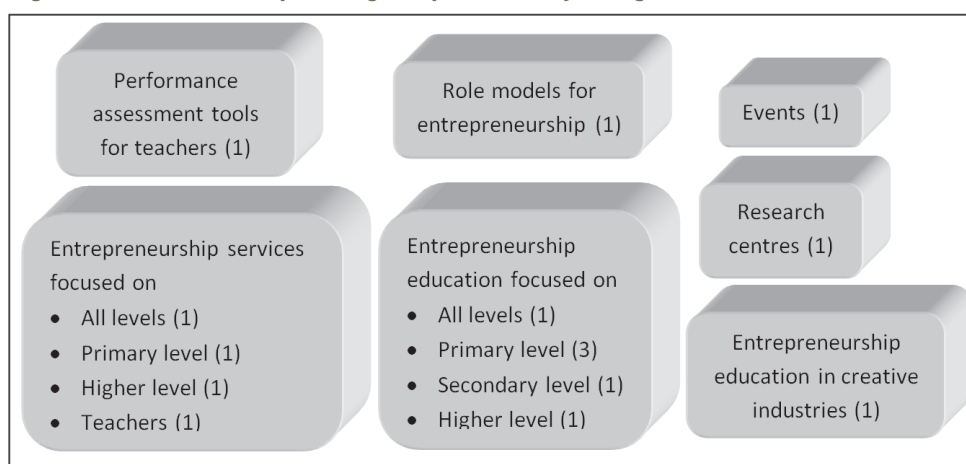 Performance
assessment tools
for teachers (1)
Role models for
entrepreneurship (1)
Events (1)
Research
centres (1)
Entrepreneurship services
focused on
• All levels (1)
• Primary level (1)
• Higher level (1)
• Teachers (1)
Entrepreneurship
education focused on
• All levels (1)
• Primary level (3)
• Secondary level (1)
• Higher level (1)
Entrepreneurship
education in creative
industries (1)